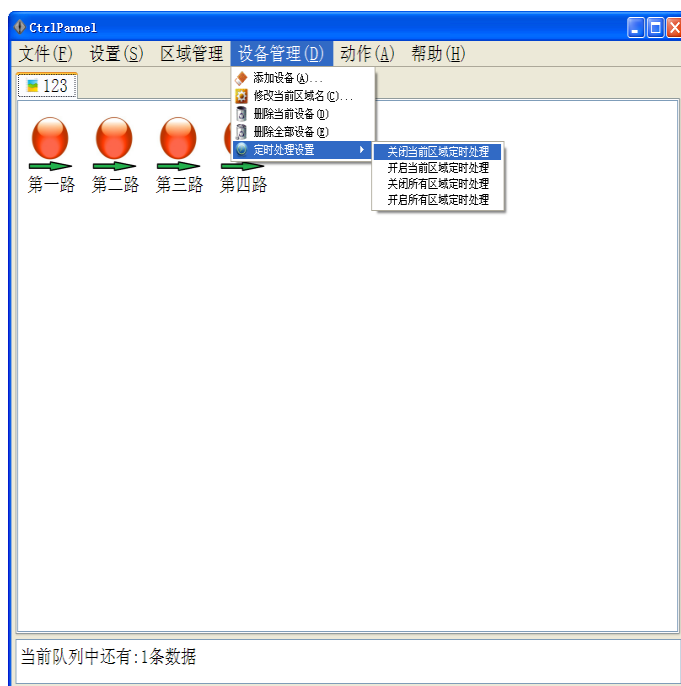 CtrlPannel
文件(F) 设置(S) 区域管理 设备管理(D) 动作(A) 帮助(H)
123
添加设备(A)...
修改当前区域名(C)...
删除当前设备(D)
删除全部设备(E)
定时处理设置
关闭当前区域定时处理
开启当前区域定时处理
关闭所有区域定时处理
开启所有区域定时处理
第一路 第二路 第三路 第四路
当前队列中还有:1条数据